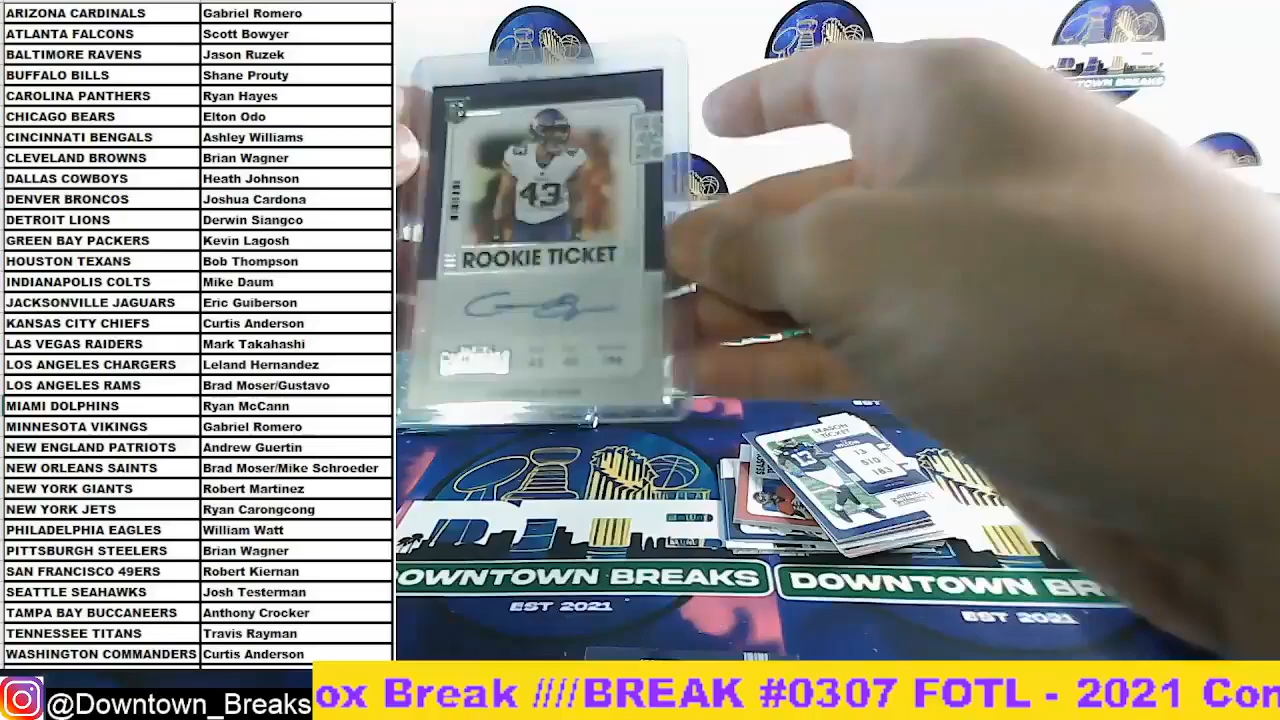 ARIZONA CARDINALS Gabriel Romero
ATLANTA FALCONS Scott Bowyer
BALTIMORE RAVENS Jason Ruzek
BUFFALO BILLS Shane Prouty
CAROLINA PANTHERS Ryan Hayes
CHICAGO BEARS Elton Odo
CINCINNATI BENGALS Ashley Williams
CLEVELAND BROWNS Brian Wagner
DALLAS COWBOYS Heath Johnson
DENVER BRONCOS Joshua Cardona
DETROIT LIONS Derwin Siangco
GREEN BAY PACKERS Kevin Lagosh
HOUSTON TEXANS Bob Thompson
INDIANAPOLIS COLTS Mike Daum
JACKSONVILLE JAGUARS Eric Guiberson
KANSAS CITY CHIEFS Curtis Anderson
LAS VEGAS RAIDERS Mark Takahashi
LOS ANGELES CHARGERS Leland Hernandez
LOS ANGELES RAMS Brad Moser/Gustavo
MIAMI DOLPHINS Ryan McCann
MINNESOTA VIKINGS Gabriel Romero
NEW ENGLAND PATRIOTS Andrew Guertin
NEW ORLEANS SAINTS Brad Moser/Mike Schroeder
NEW YORK GIANTS Robert Martinez
NEW YORK JETS Ryan Carongcong
PHILADELPHIA EAGLES William Watt
PITTSBURGH STEELERS Brian Wagner
SAN FRANCISCO 49ERS Robert Kiernan
SEATTLE SEAHAWKS Josh Testerman
TAMPA BAY BUCCANEERS Anthony Crocker
TENNESSEE TITANS Travis Rayman
WASHINGTON COMMANDERS Curtis Anderson
43
ROOKIE TICKET
SEASON
TICKET
13
510
183
OWNTOWN BREAKS
EST 2021
DOWNTOWN BR
EST 2021
@Downtown_Breaks
ox Break ////BREAK #0307 FOTL - 2021 Con